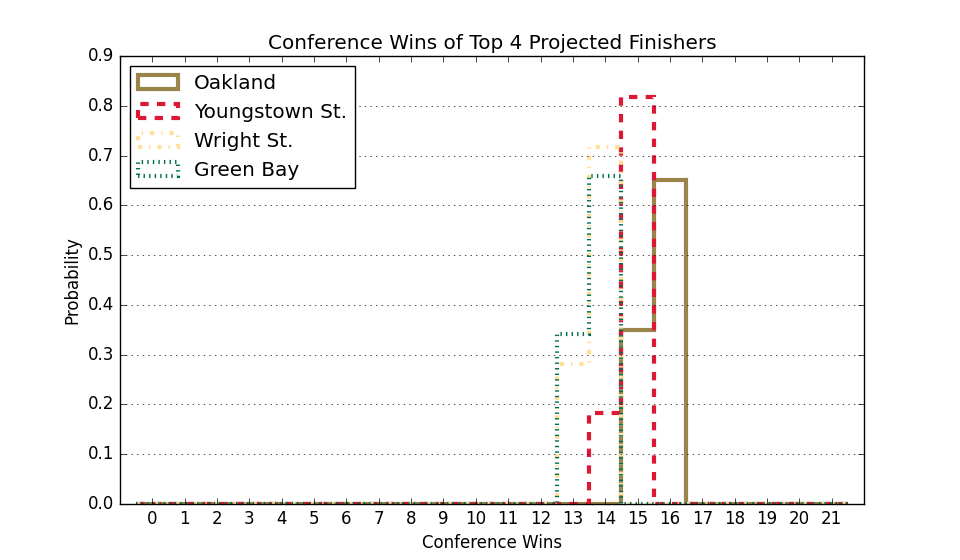 Conference Wins of Top 4 Projected Finishers
0.9
0.8
0.7
0.6
0.5
0.4
0.3
0.2
0.1
0.0
Probability
Oakland
Youngstown St.
Wright St.
Green Bay
0 1 2 3 4 5 6 7 8 9 10 11 12 13 14 15 16 17 18 19 20 21
Conference Wins